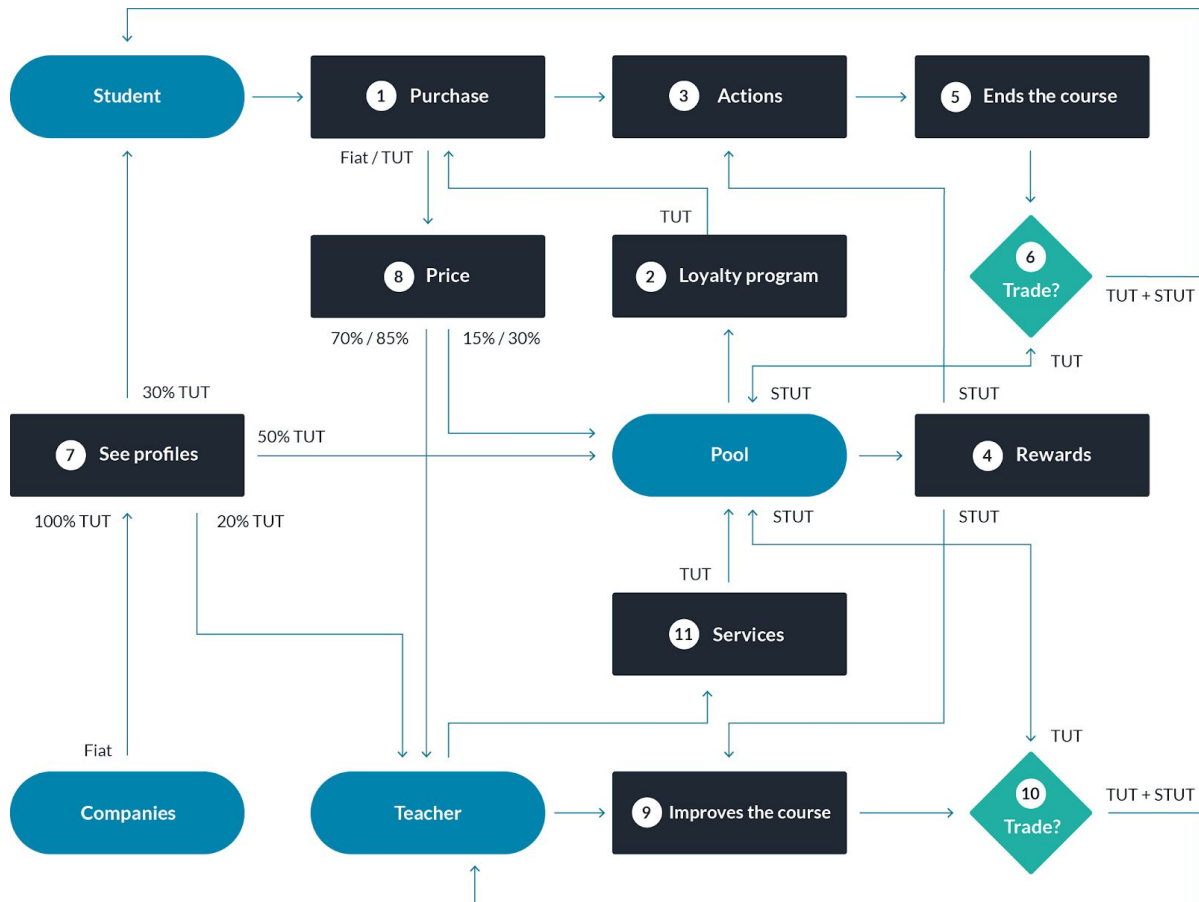 Student
1 Purchase
3 Actions
5 Ends the course
Fiat / TUT
TUT
8 Price
2 Loyalty program
6
Trade?
TUT + STUT
70% / 85%
15% / 30%
TUT
30% TUT
STUT
STUT
7 See profiles
50% TUT
Pool
4 Rewards
100% TUT
20% TUT
STUT
STUT
TUT
11 Services
Fiat
TUT
Companies
Teacher
9 Improves the course
10
Trade?
TUT + STUT